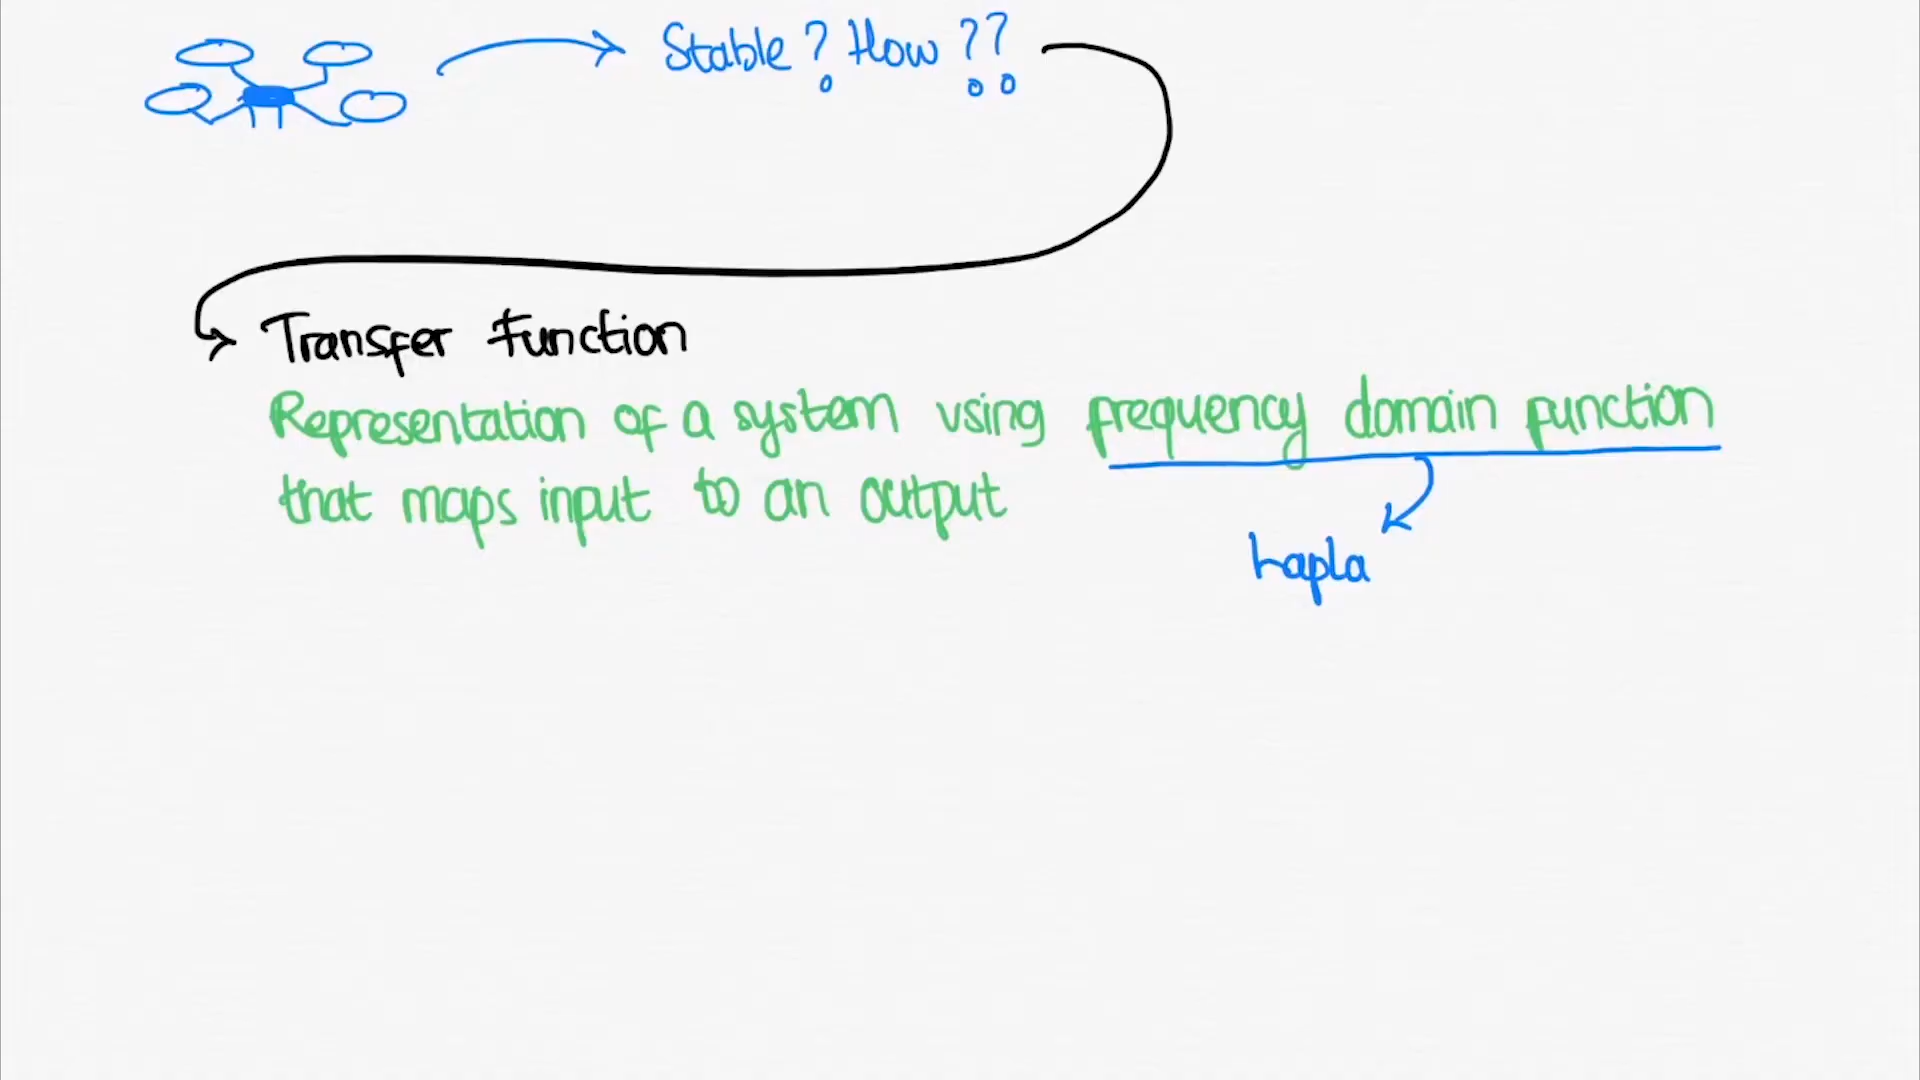 Stable? How ??
Transfer Function
Representation of a system using frequency domain function
that maps input to an output
Lapla